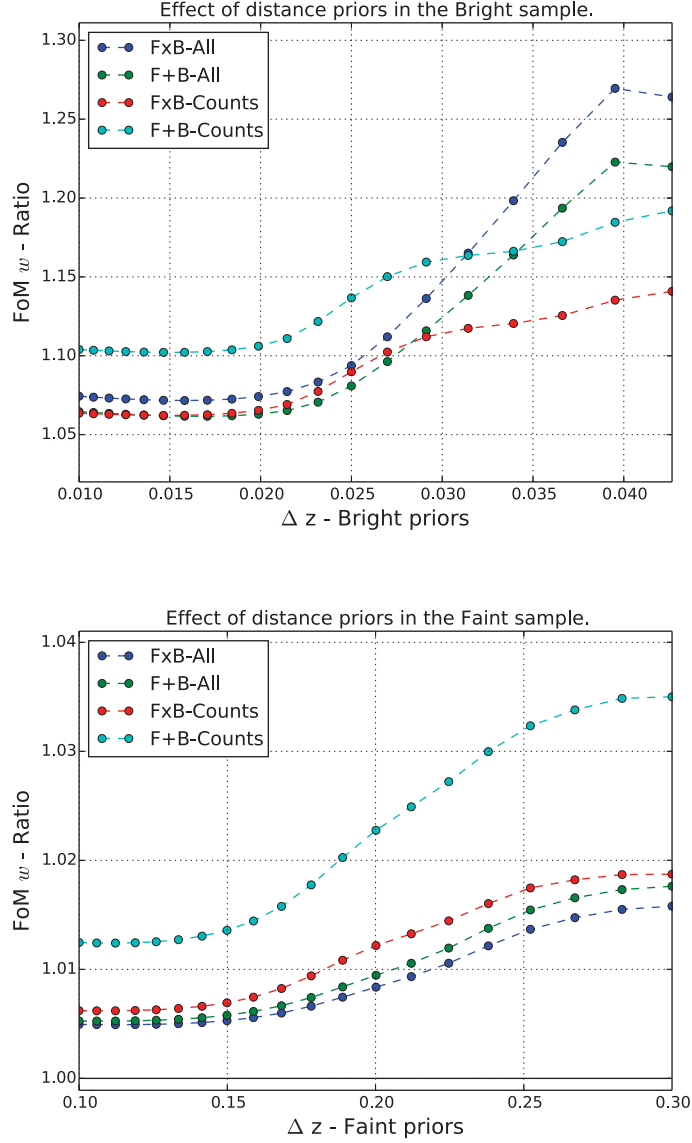 Effect of distance priors in the Bright sample.
1.30
1.25
1.20
1.15
1.10
1.05
FoM w - Ratio
FxB-All
F+B-All
FxB-Counts
F+B-Counts
0.010 0.015 0.020 0.025 0.030 0.035 0.040
Δ z - Bright priors
Effect of distance priors in the Faint sample.
1.04
1.03
1.02
1.01
1.00
FoM w - Ratio
FxB-All
F+B-All
FxB-Counts
F+B-Counts
0.10 0.15 0.20 0.25 0.30
Δ z - Faint priors